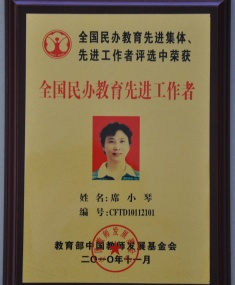 全国民办教育先进集体、
先进工作者评选中荣获
全国民办教育先进工作者
姓名:席小琴
编号:CFTD10112101
教育部中国教师发展基金会
二〇一〇年十一月